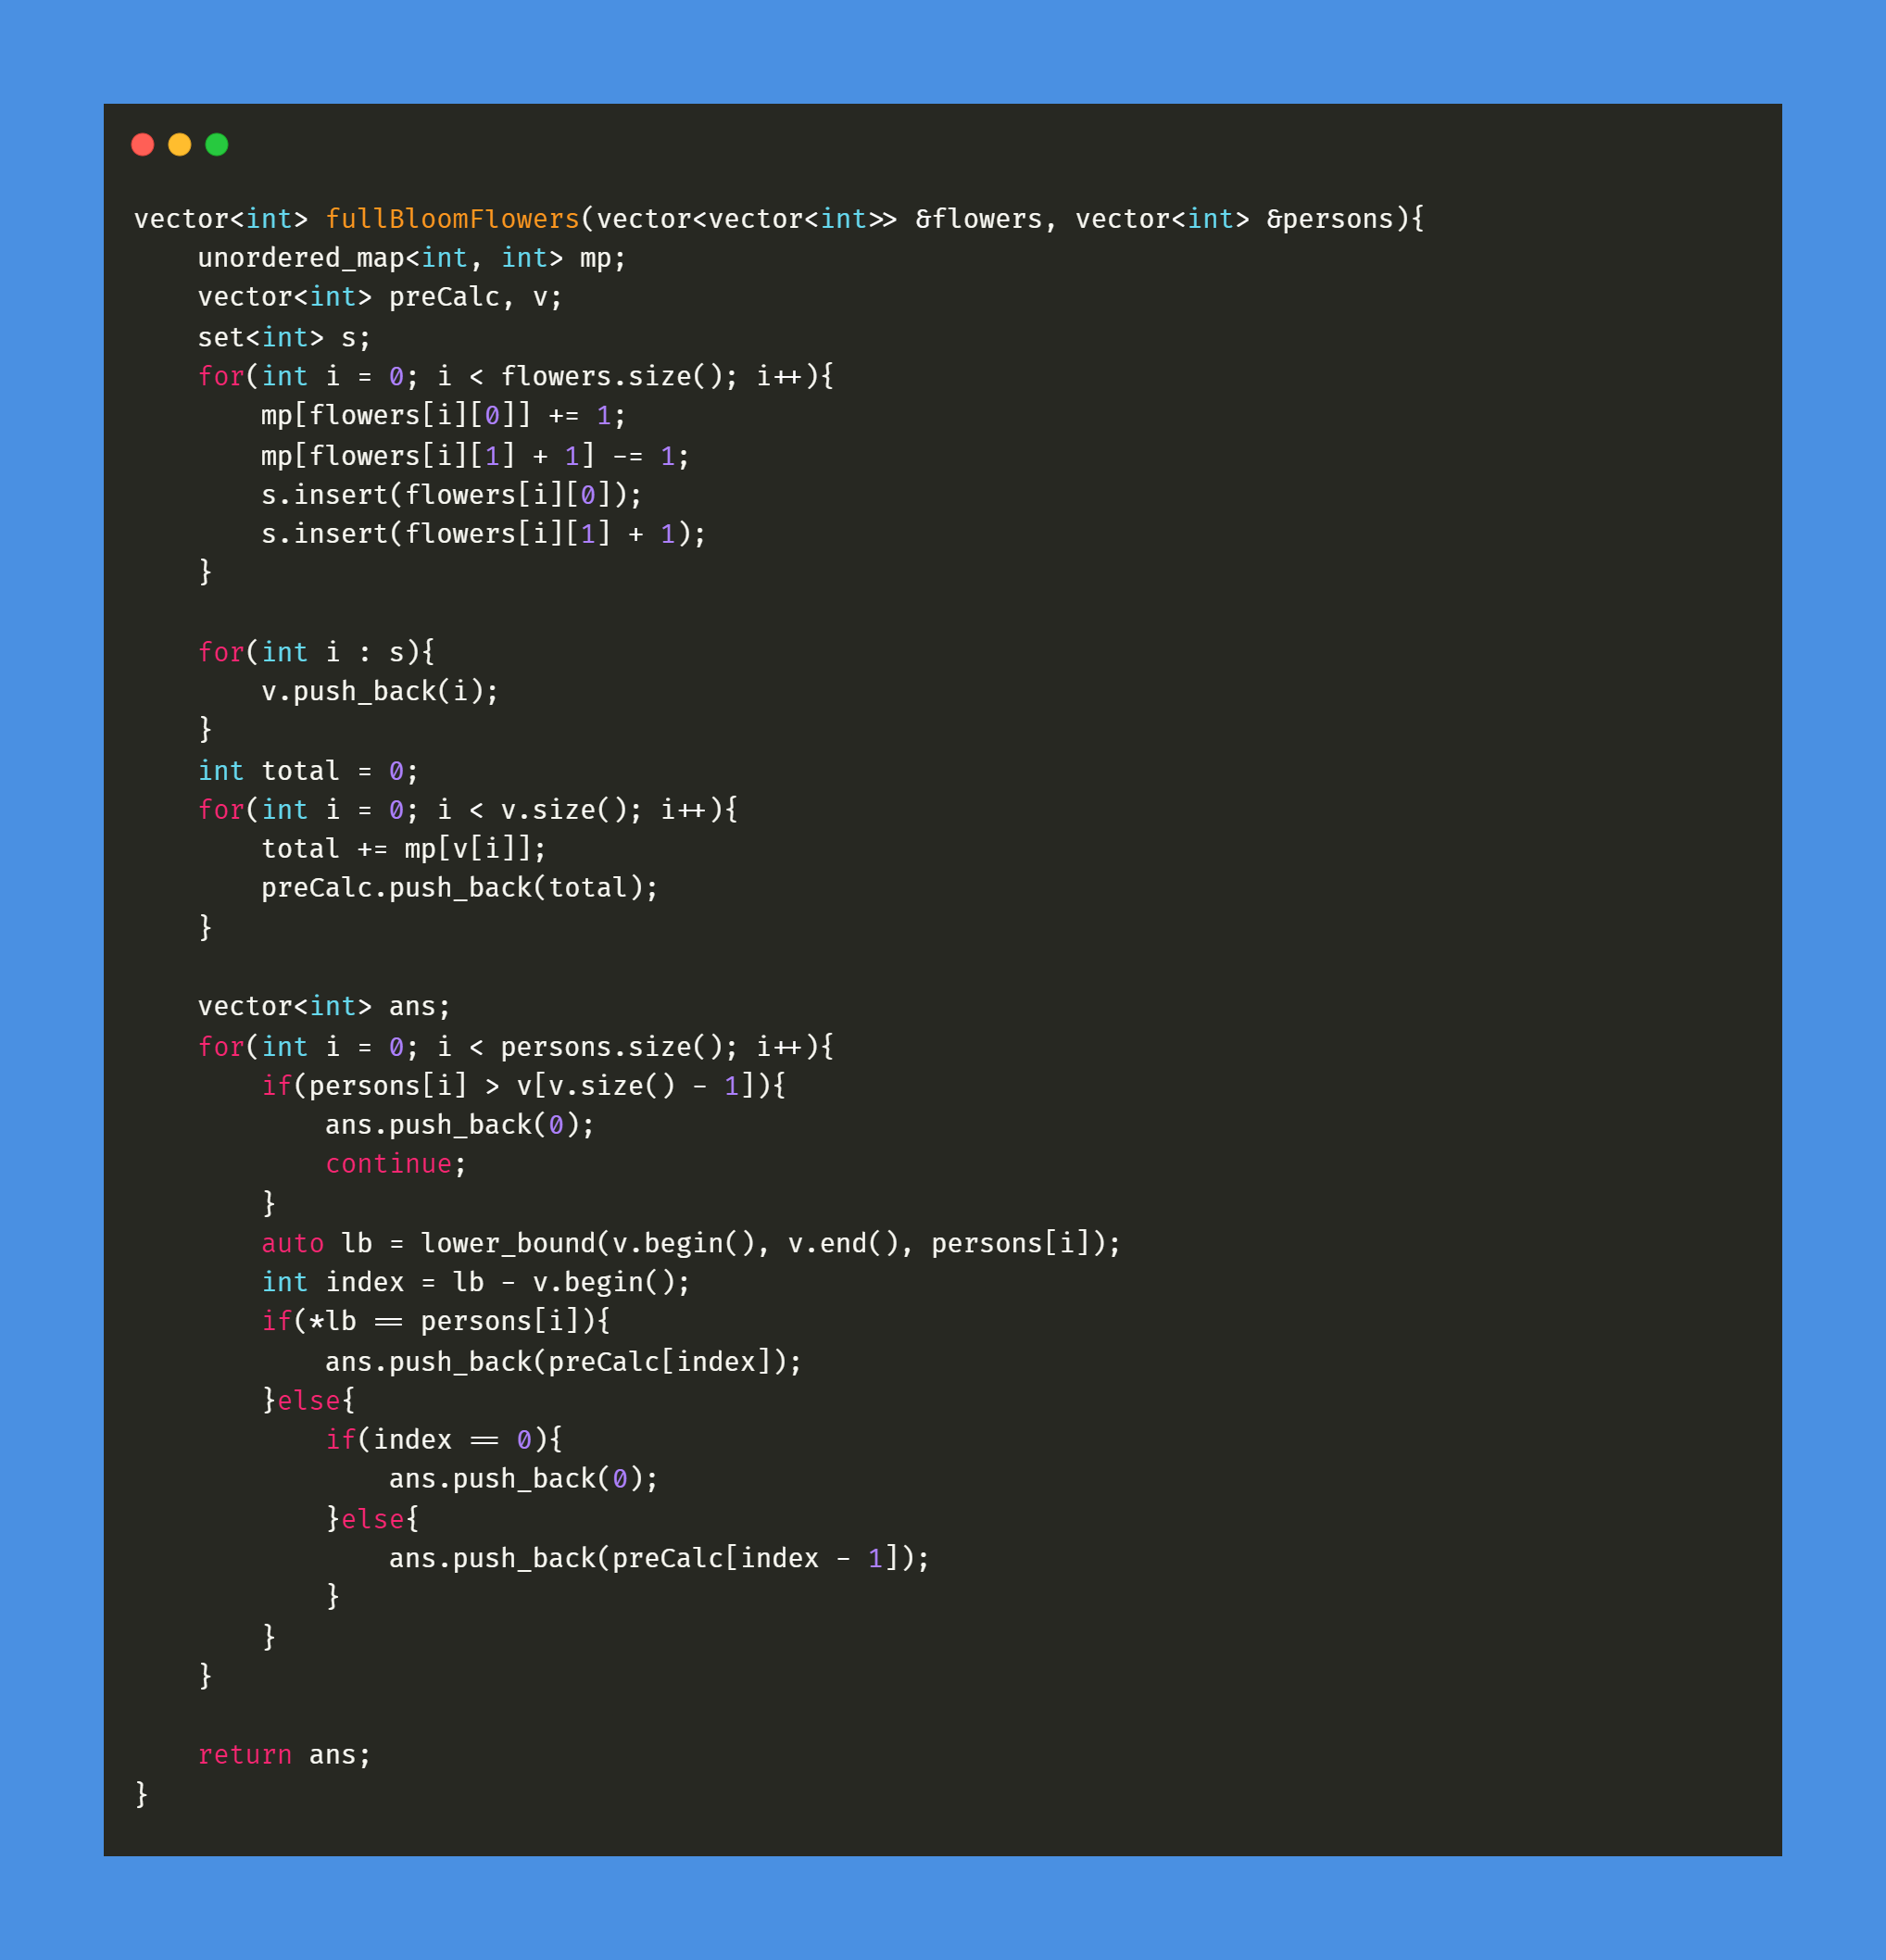 vector<int> fullBloomFlowers(vector<vector<int>> &flowers, vector<int> &persons){
    unordered_map<int, int> mp;
    vector<int> preCalc, v;
    set<int> s;
    for(int i = 0; i < flowers.size(); i++){
        mp[flowers[i][0]] += 1;
        mp[flowers[i][1] + 1] -= 1;
        s.insert(flowers[i][0]);
        s.insert(flowers[i][1] + 1);
    }

    for(int i : s){
        v.push_back(i);
    }
    int total = 0;
    for(int i = 0; i < v.size(); i++){
        total += mp[v[i]];
        preCalc.push_back(total);
    }

    vector<int> ans;
    for(int i = 0; i < persons.size(); i++){
        if(persons[i] > v[v.size() - 1]){
            ans.push_back(0);
            continue;
        }
        auto lb = lower_bound(v.begin(), v.end(), persons[i]);
        int index = lb - v.begin();
        if(*lb == persons[i]){
            ans.push_back(preCalc[index]);
        }else{
            if(index == 0){
                ans.push_back(0);
            }else{
                ans.push_back(preCalc[index - 1]);
            }
        }
    }

    return ans;
}